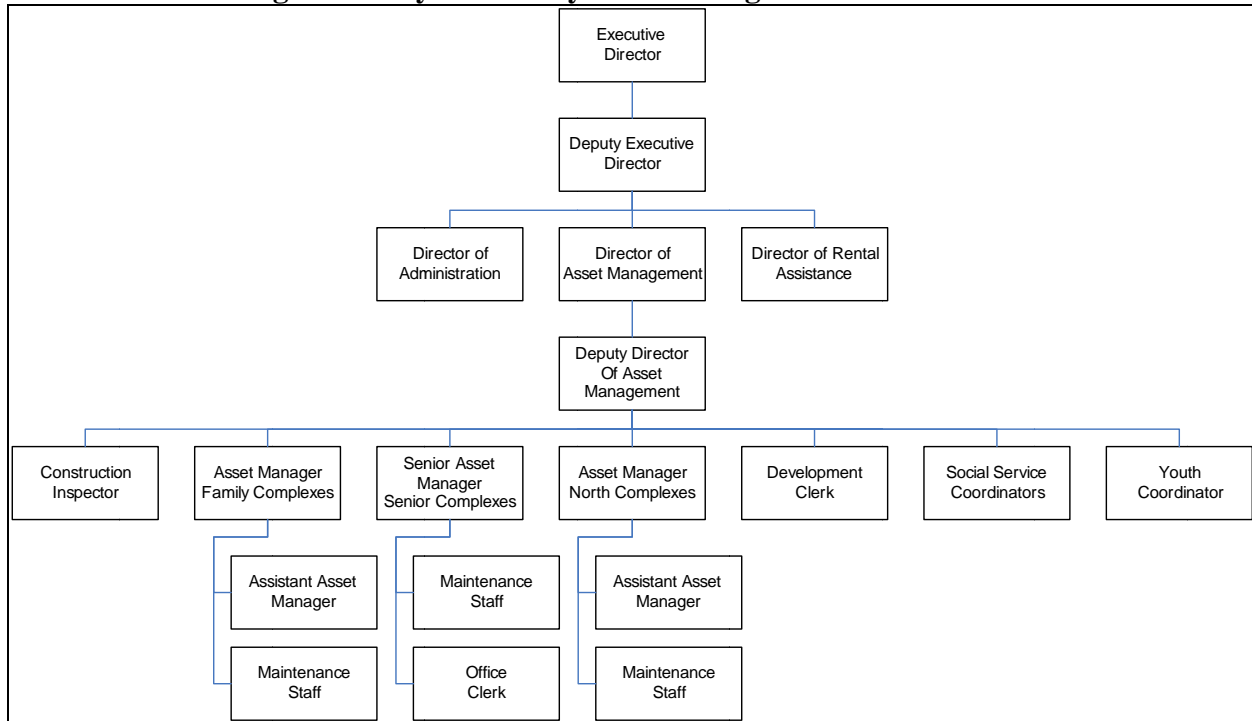 Executive
Director
Deputy Executive
Director
Director of
Administration
Director of
Asset Management
Director of Rental
Assistance
Deputy Director
Of Asset
Management
Construction
Inspector
Asset Manager
Family Complexes
Senior Asset
Manager
Senior Complexes
Asset Manager
North Complexes
Development
Clerk
Social Service
Coordinators
Youth
Coordinator
Assistant Asset
Manager
Maintenance
Staff
Assistant Asset
Manager
Maintenance
Staff
Office
Clerk
Maintenance
Staff